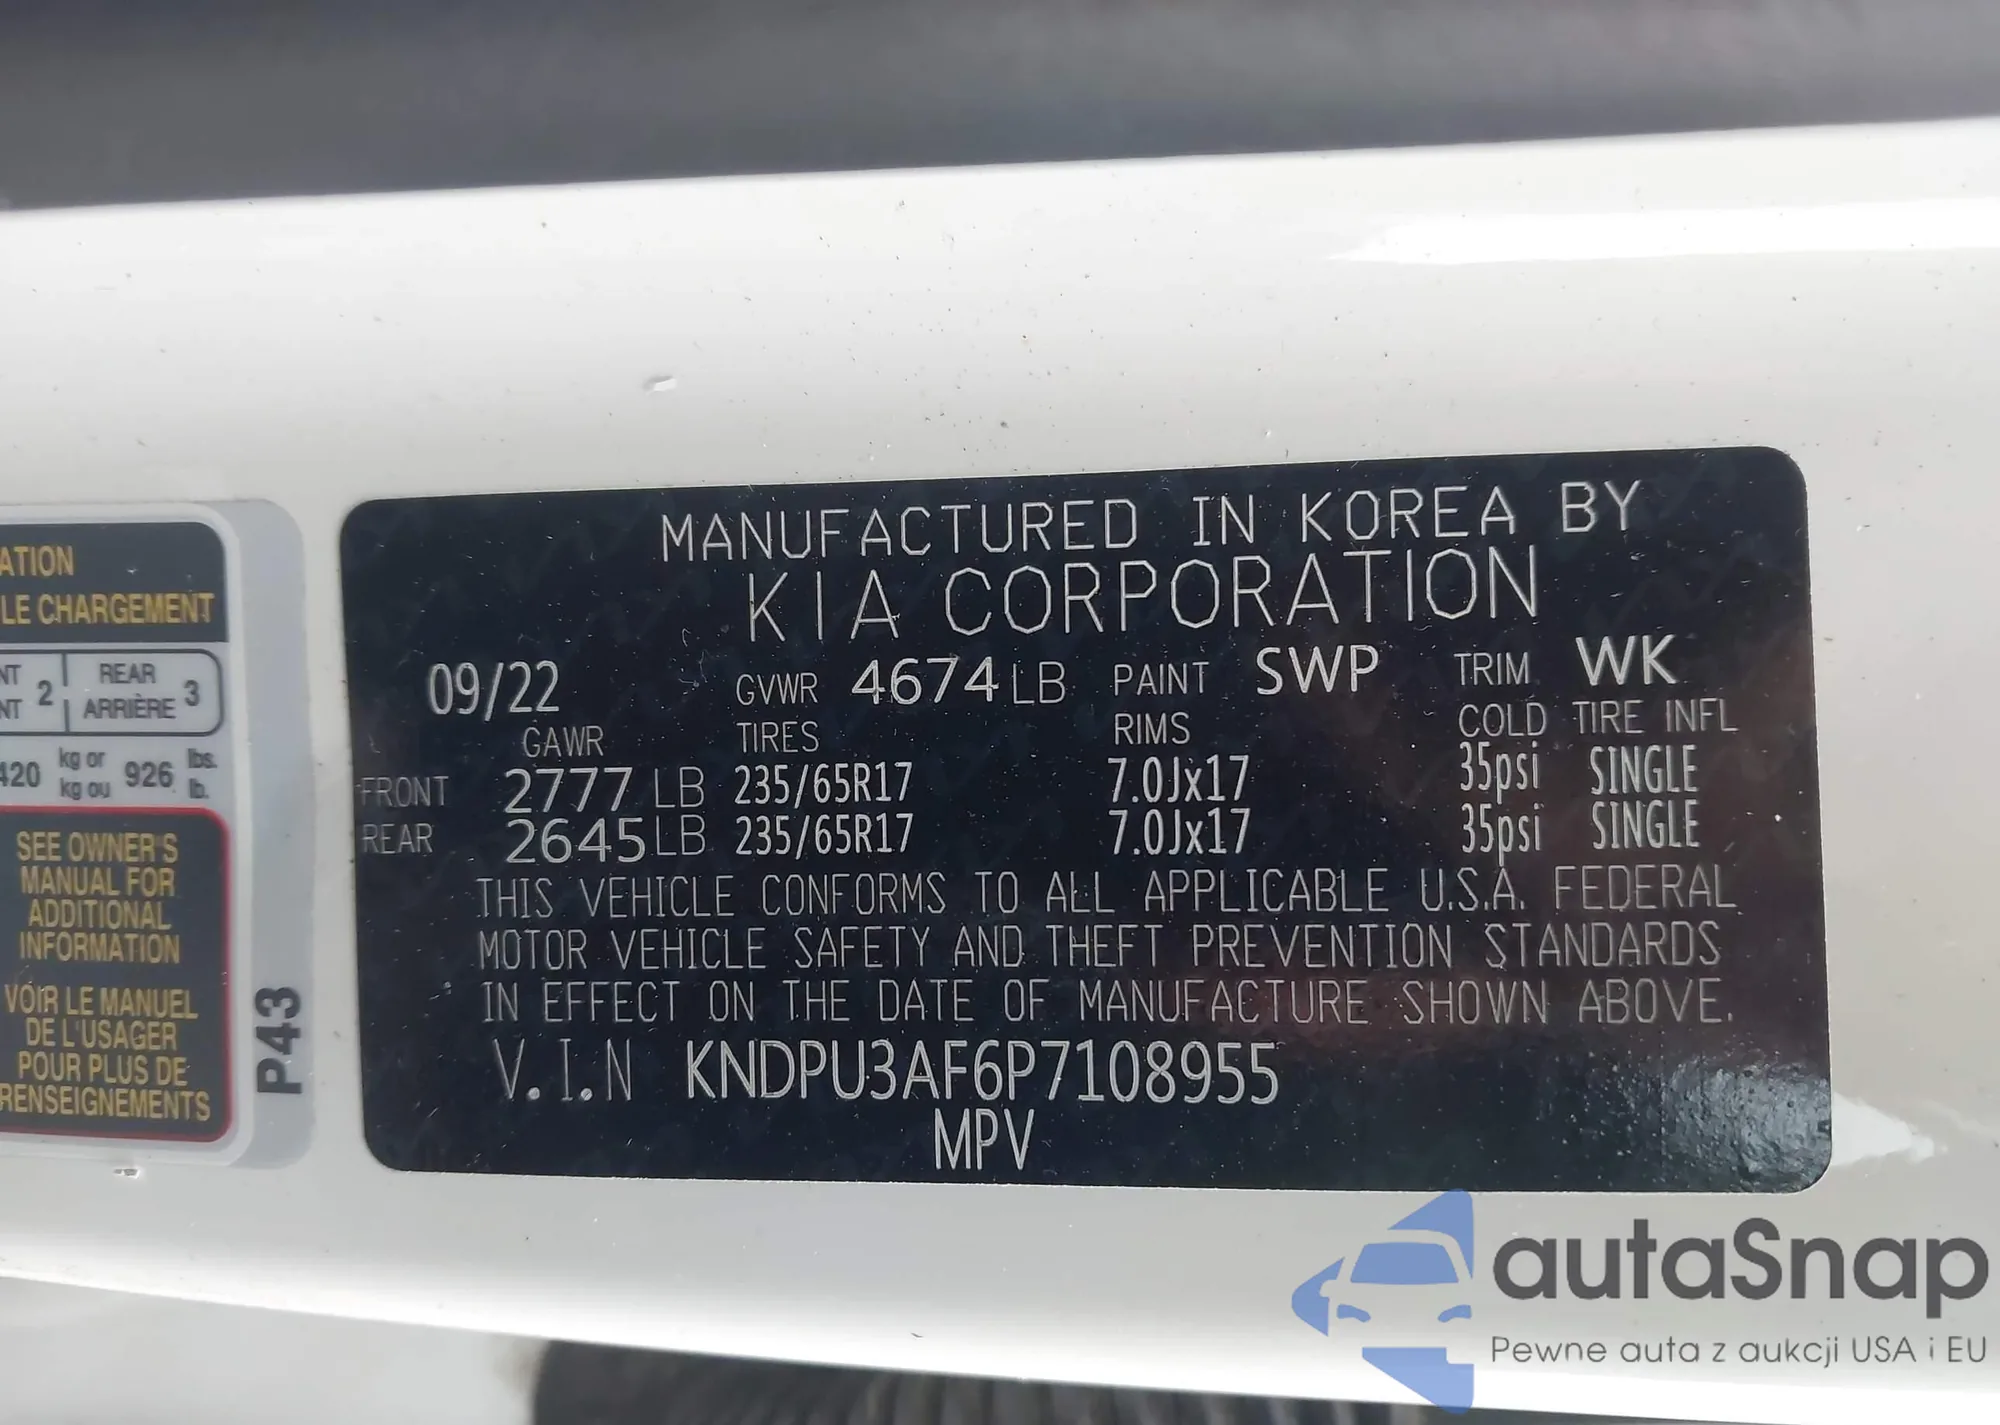 ATION
LE CHARGEMENT
NT 2 REAR 3
NT ARRIÈRE
420 kg or 926 lbs.
kg ou lb.
SEE OWNER'S
MANUAL FOR
ADDITIONAL
INFORMATION
VOIR LE MANUEL
DE L'USAGER
POUR PLUS DE
RENSEIGNEMENTS
P43
MANUFACTURED IN KOREA BY
KIA CORPORATION
09/22 GVWR 4674 LB PAINT SWP TRIM WK
GAWR TIRES RIMS COLD TIRE INFL
FRONT 2777 LB 235/65R17 7.0Jx17 35psi SINGLE
REAR 2645 LB 235/65R17 7.0Jx17 35psi SINGLE
THIS VEHICLE CONFORMS TO ALL APPLICABLE U.S.A. FEDERAL
MOTOR VEHICLE SAFETY AND THEFT PREVENTION STANDARDS
IN EFFECT ON THE DATE OF MANUFACTURE SHOWN ABOVE.
V.I.N KNDPU3AF6P7108955
MPV
autaSnap
Pewne auta z aukcji USA i EU